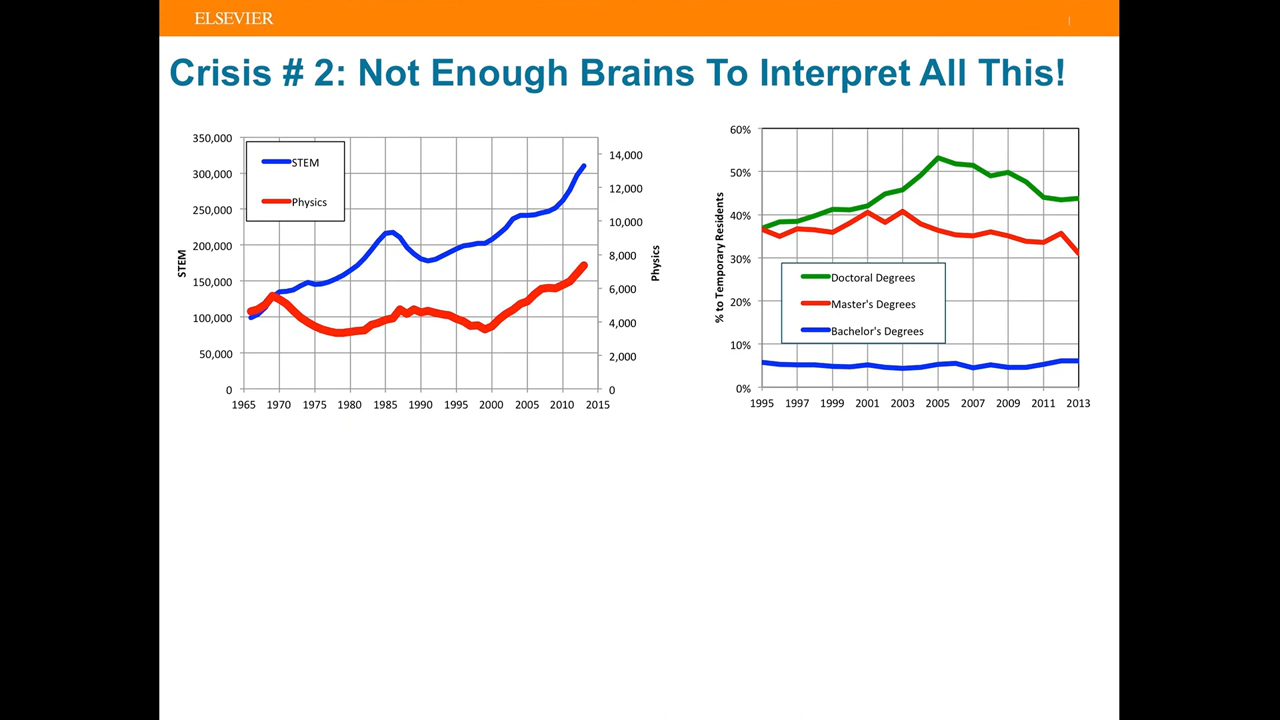 ELSEVIER
Crisis # 2: Not Enough Brains To Interpret All This!
350,000
300,000
250,000
200,000
150,000
100,000
50,000
0
STEM
STEM
Physics
14,000
12,000
10,000
8,000
6,000
4,000
2,000
0
Physics
1965 1970 1975 1980 1985 1990 1995 2000 2005 2010 2015
60%
50%
40%
30%
20%
10%
0%
% to Temporary Residents
Doctoral Degrees
Master's Degrees
Bachelor's Degrees
1995 1997 1999 2001 2003 2005 2007 2009 2011 2013